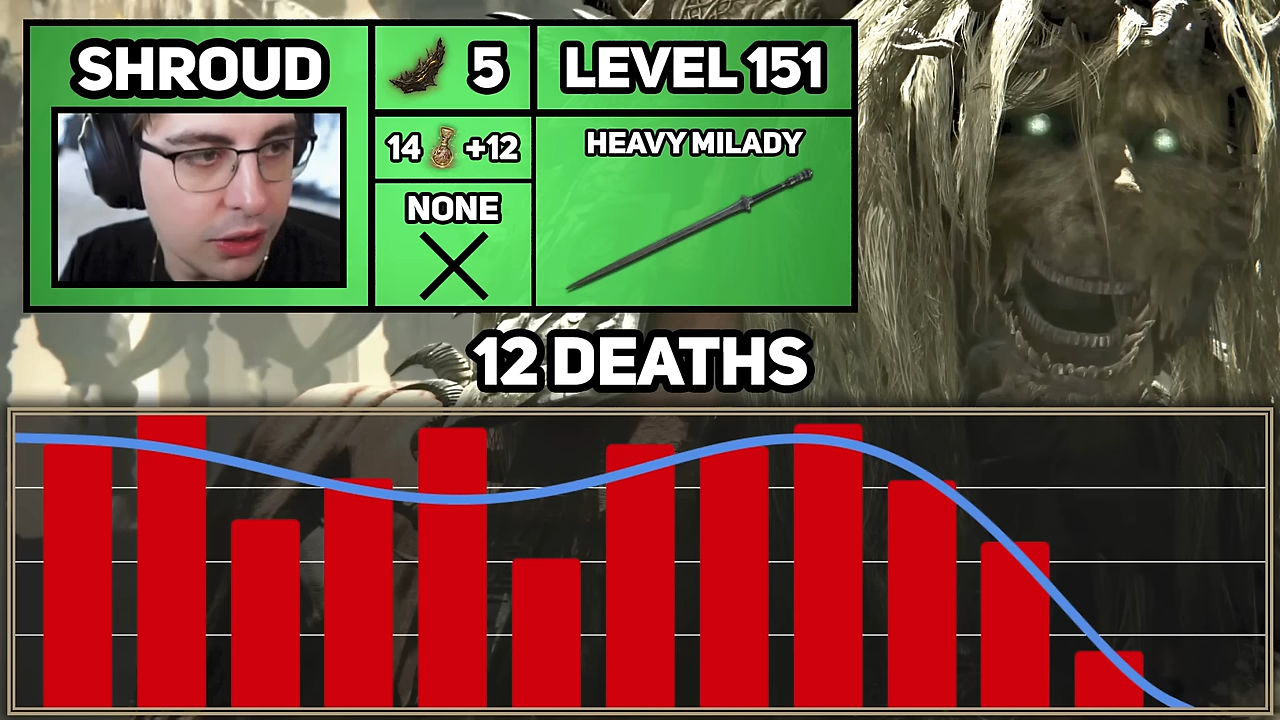 SHROUD
5
LEVEL 151
14 +12
HEAVY MILADY
NONE
12 DEATHS